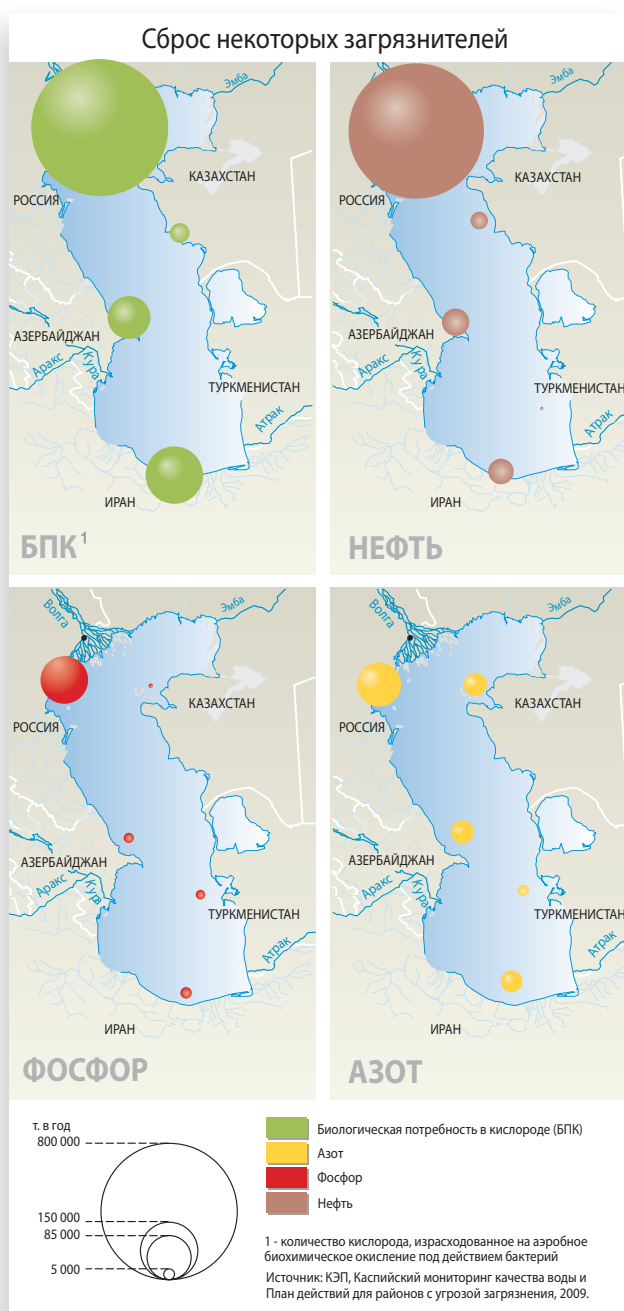 Сброс некоторых загрязнителей
Эмба
КАЗАХСТАН
РОССИЯ
АЗЕРБАЙДЖАН
Аракс
Кура
ТУРКМЕНИСТАН
Атрак
ИРАН
БПК 1
Эмба
КАЗАХСТАН
РОССИЯ
АЗЕРБАЙДЖАН
Аракс
Кура
ТУРКМЕНИСТАН
Атрак
ИРАН
НЕФТЬ
Волга
Эмба
КАЗАХСТАН
РОССИЯ
АЗЕРБАЙДЖАН
Аракс
Кура
ТУРКМЕНИСТАН
Атрак
ИРАН
ФОСФОР
Волга
Эмба
КАЗАХСТАН
РОССИЯ
АЗЕРБАЙДЖАН
Аракс
Кура
ТУРКМЕНИСТАН
Атрак
ИРАН
АЗОТ
т. в год
800 000
150 000
85 000
5 000
Биологическая потребность в кислороде (БПК)
Азот
Фосфор
Нефть
1 - количество кислорода, израсходованное на аэробное
биохимическое окисление под действием бактерий
Источник: КЭП, Каспийский мониторинг качества воды и
План действий для районов с угрозой загрязнения, 2009.